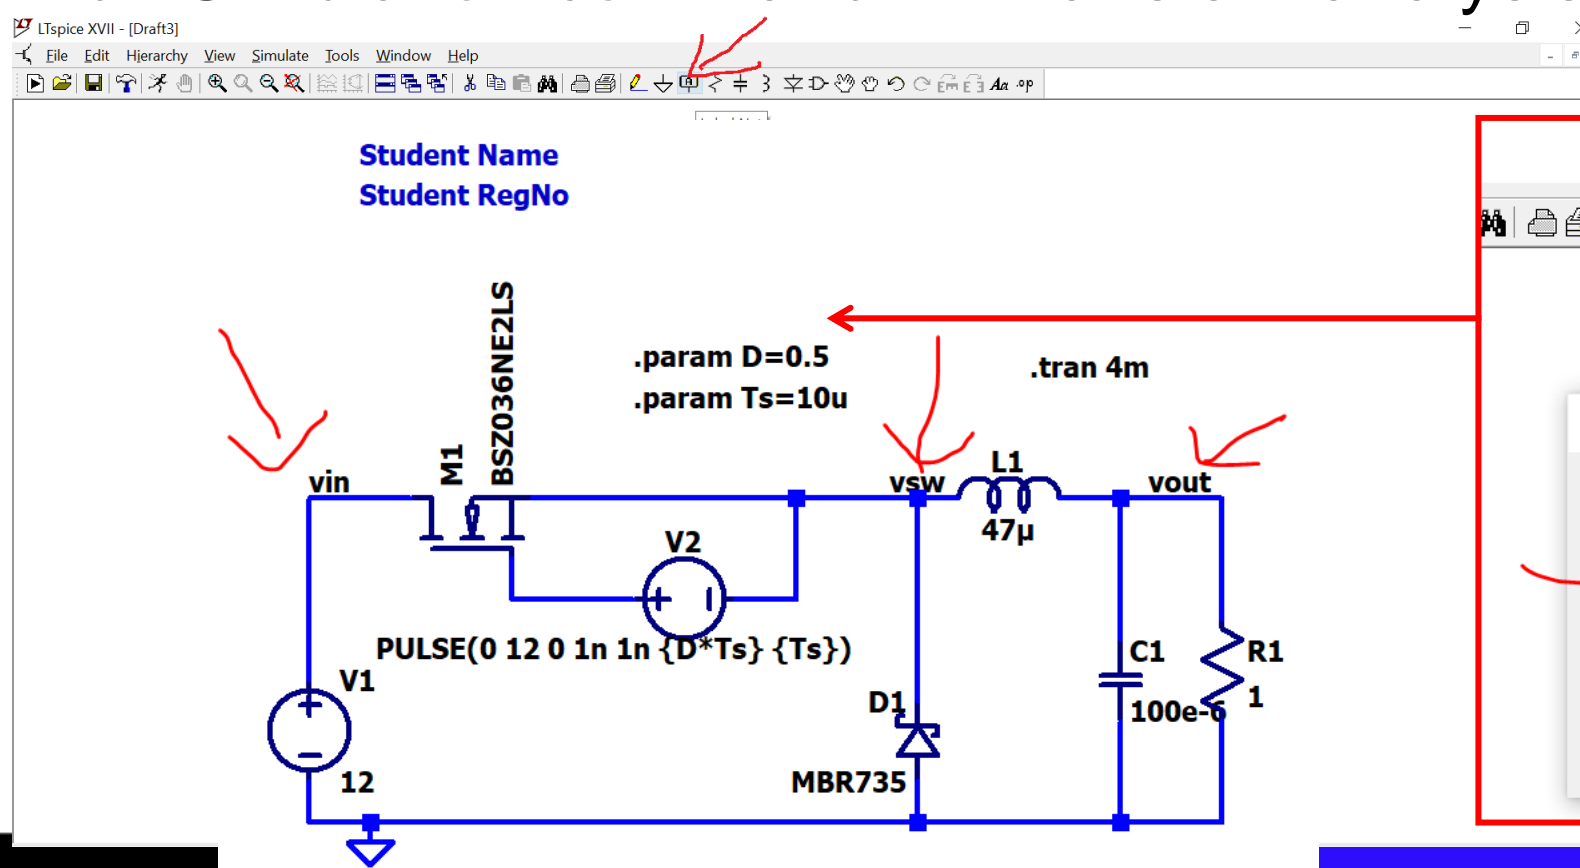 LTspice XVII - [Draft3]
File Edit Hierarchy View Simulate Tools Window Help
Aa .op
Student Name
Student RegNo
BSZ036NE2LS
M1
.param D=0.5
.param Ts=10u
.tran 4m
vin
vsw
L1
vout
47µ
V2
PULSE(0 12 0 1n 1n {D*Ts} {Ts})
V1
12
D1
MBR735
C1
100e-6
R1
1